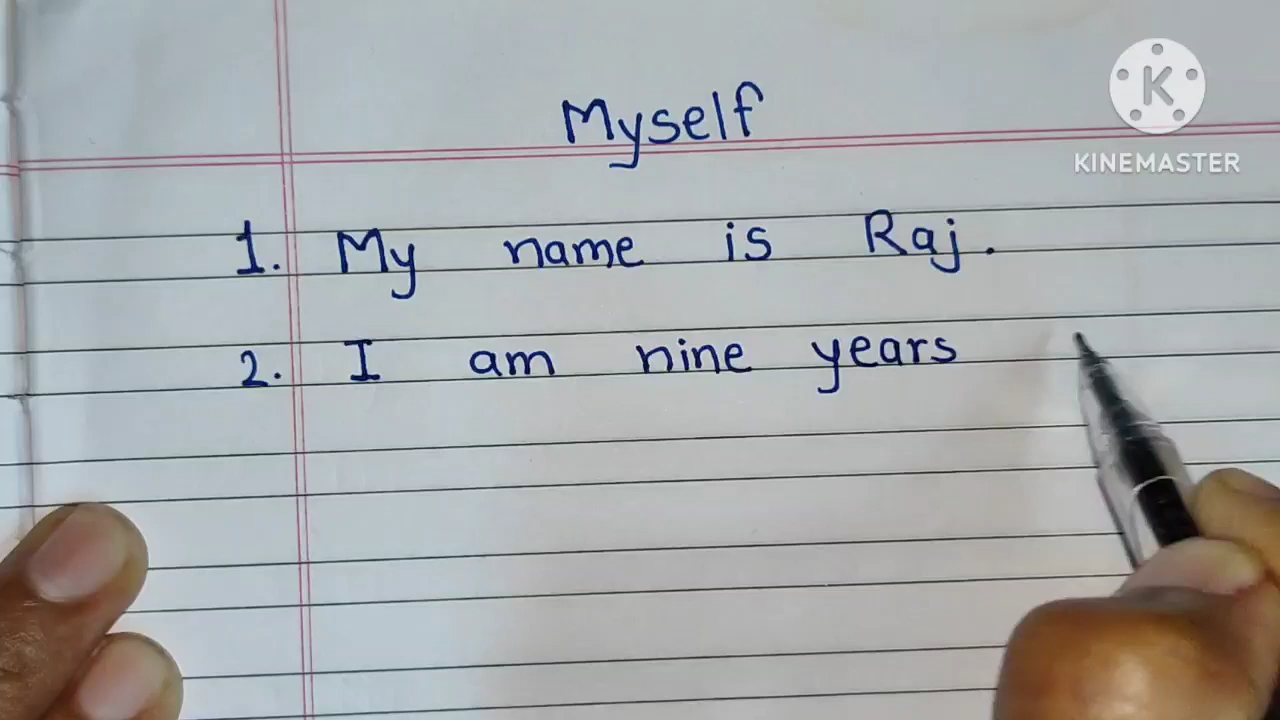 Myself
K
KINEMASTER
1. My name is Raj.
2. I am nine years